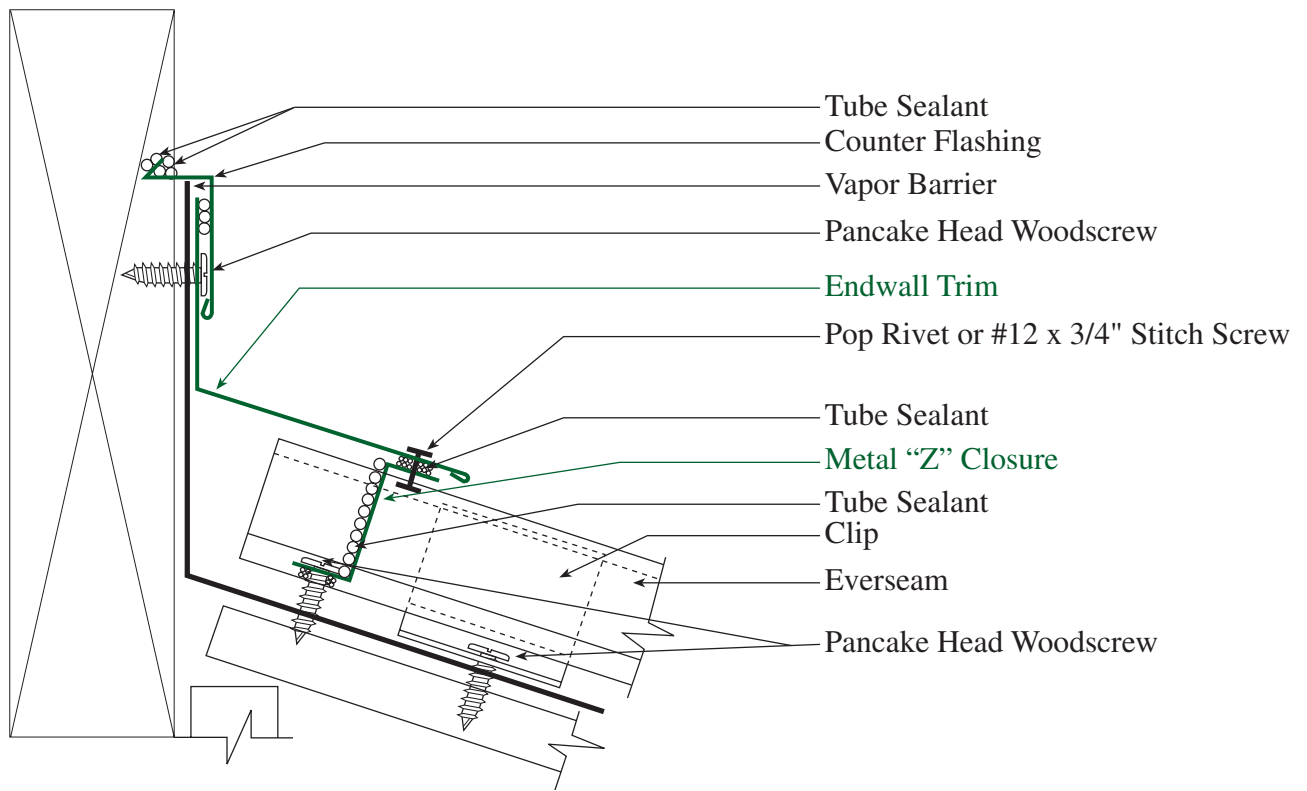 Tube Sealant
Counter Flashing
Vapor Barrier
Pancake Head Woodscrew
Endwall Trim
Pop Rivet or #12 x 3/4" Stitch Screw
Tube Sealant
Metal “Z” Closure
Tube Sealant
Clip
Everseam
Pancake Head Woodscrew